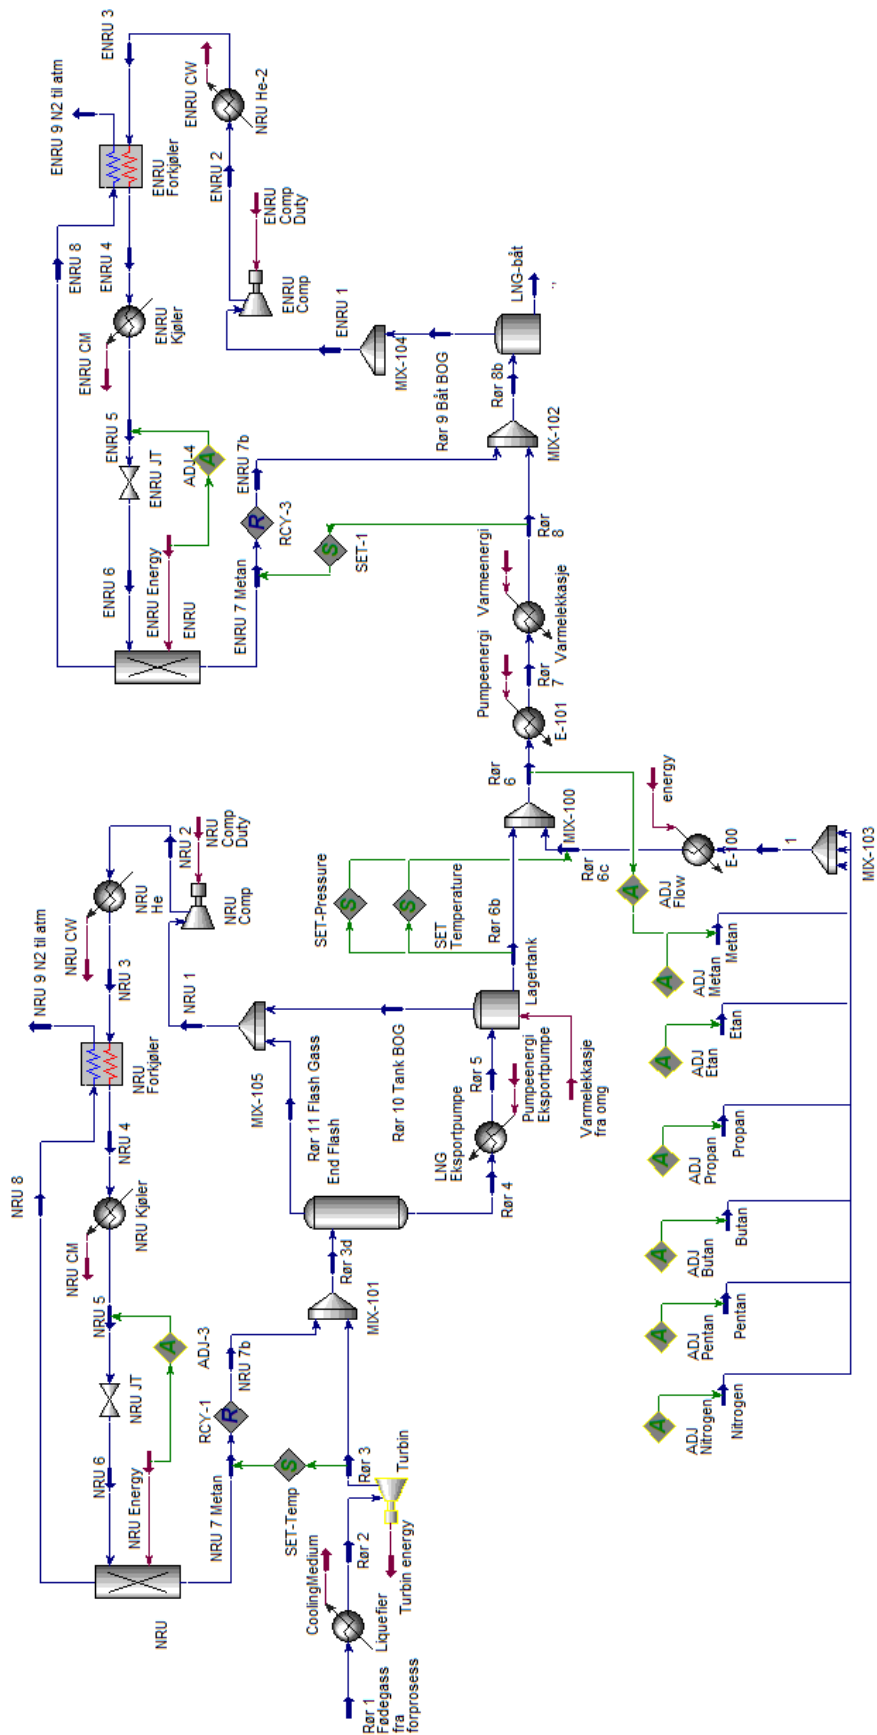 Rør 1
Fødegass
fra
forprosess
Liquefier
CoolingMedium
Rør 2
Turbin energy
Turbin
Rør 3
SET-Temp
NRU
NRU 7 Metan
NRU Energy
NRU 6
NRU JT
NRU 5
ADJ-3
RCY-1
NRU 7b
MIX-101
Rør 3d
NRU 8
NRU CM
NRU Kjøler
NRU 4
NRU
Forkjøler
NRU 9 N2 til atm
NRU 3
NRU CW
NRU
He
NRU 2
NRU
Comp
Duty
NRU
Comp
NRU 1
MIX-105
Rør 11 Flash Gass
End Flash
Rør 10 Tank BOG
Rør 4
LNG
Eksportpumpe
Rør 5
Pumpeenergi
Eksportpumpe
Varmelekkasje
fra omg
Lagertank
Rør 6b
SET-Pressure
SET
Temperature
MIX-100
Rør
6c
Rør
6
E-100
energy
1
MIX-103
ADJ
Flow
ADJ
Nitrogen
Nitrogen
ADJ
Pentan
Pentan
ADJ
Butan
Butan
ADJ
Propan
Propan
ADJ
Etan
Etan
ADJ
Metan
Metan
Pumpeenergi
E-101
Rør
7
Varmeenergi
Varmelekkasje
Rør
8
SET-1
MIX-102
Rør 8b
LNG-båt
,,
Rør 9 Båt BOG
MIX-104
ENRU 1
ENRU
Comp
ENRU
Comp
Duty
ENRU 2
NRU He-2
ENRU CW
ENRU 3
ENRU 9 N2 til atm
ENRU
Forkjøler
ENRU 8
ENRU 4
ENRU
Kjøler
ENRU CM
ENRU 5
ENRU JT
ADJ-4
ENRU 6
ENRU Energy
ENRU
ENRU 7 Metan
RCY-3
ENRU 7b
A
A
A
A
A
A
A
A
A
S
S
S
S
R
R